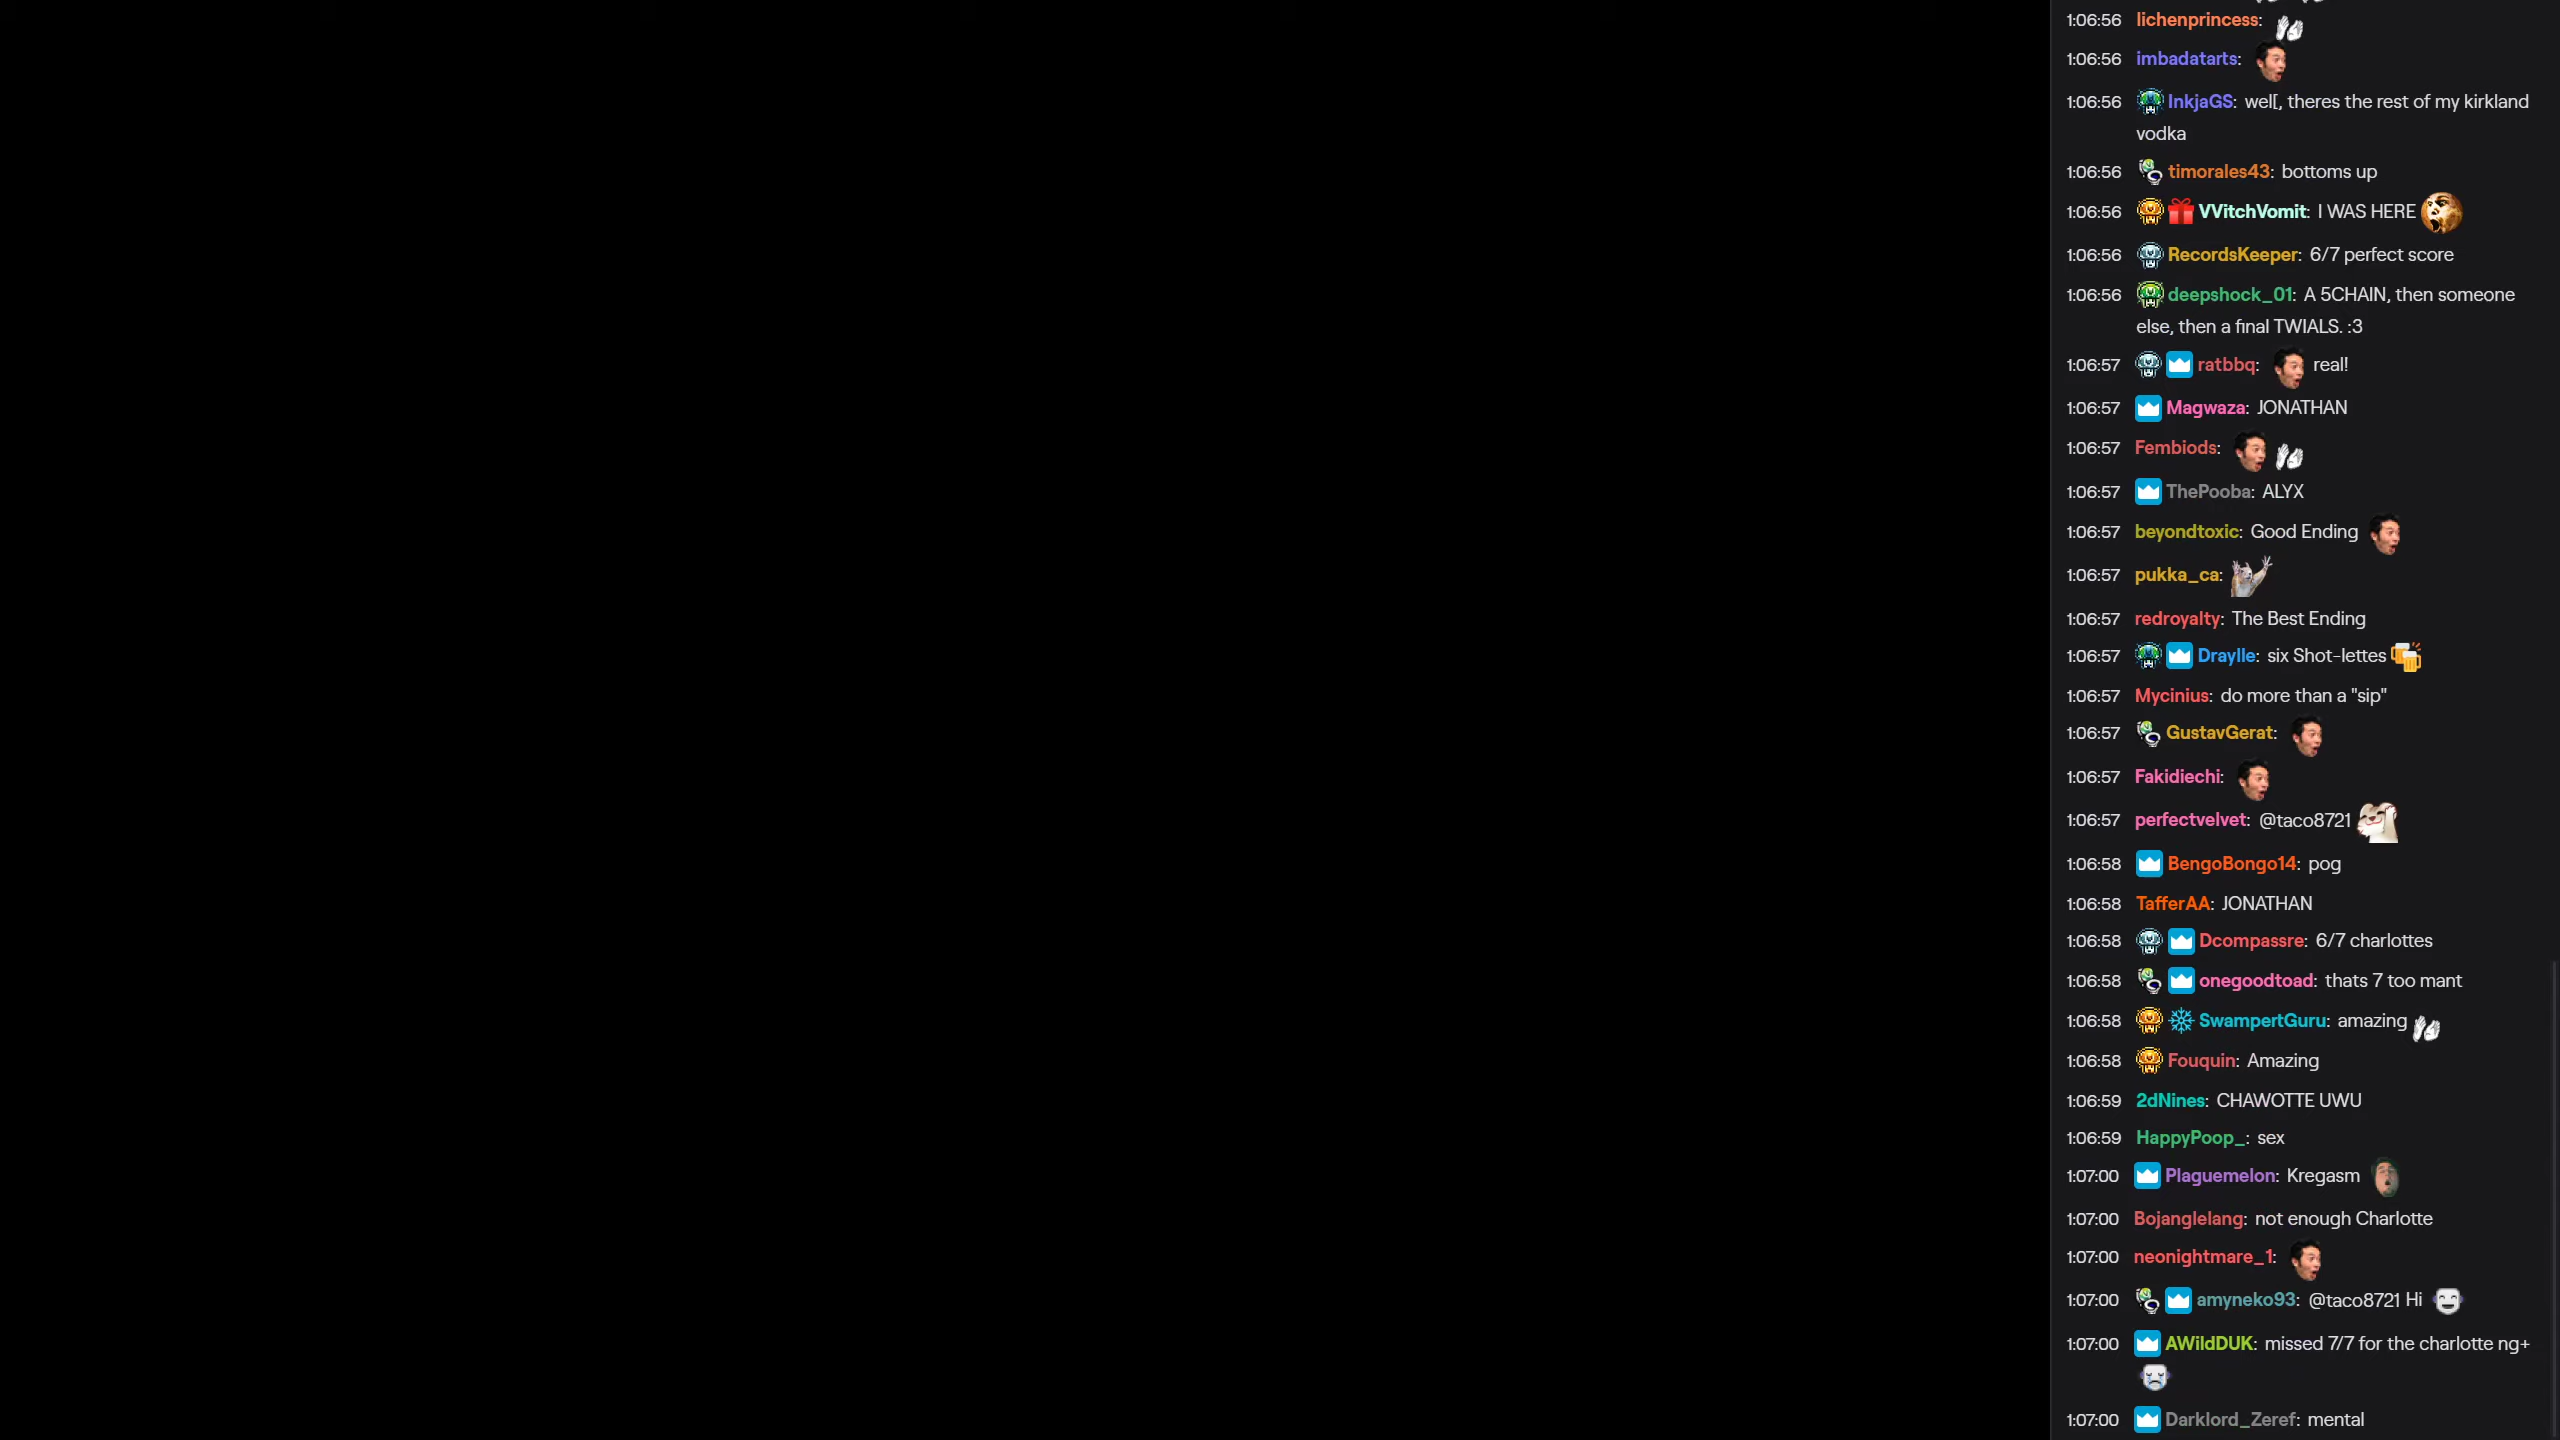 1:06:56 lichenprincess:
1:06:56 imbadatarts:
1:06:56 InkjaGS: wel[, theres the rest of my kirkland
vodka
1:06:56 timorales43: bottoms up
1:06:56 VVitchVomit: I WAS HERE
1:06:56 RecordsKeeper: 6/7 perfect score
1:06:56 deepshock_01: A 5CHAIN, then someone
else, then a final TWIALS. :3
1:06:57 ratbbq: real!
1:06:57 Magwaza: JONATHAN
1:06:57 Fembiods:
1:06:57 ThePooba: ALYX
1:06:57 beyondtoxic: Good Ending
1:06:57 pukka_ca:
1:06:57 redroyalty: The Best Ending
1:06:57 Draylle: six Shot-lettes
1:06:57 Mycinius: do more than a "sip"
1:06:57 GustavGerat:
1:06:57 Fakidiechi:
1:06:57 perfectvelvet: @taco8721
1:06:58 BengoBongo14: pog
1:06:58 TafferAA: JONATHAN
1:06:58 Dcompassre: 6/7 charlottes
1:06:58 onegoodtoad: thats 7 too mant
1:06:58 SwampertGuru: amazing
1:06:58 Fouquin: Amazing
1:06:59 2dNines: CHAWOTTE UWU
1:06:59 HappyPoop_: sex
1:07:00 Plaguemelon: Kregasm
1:07:00 Bojanglelang: not enough Charlotte
1:07:00 neonightmare_1:
1:07:00 amyneko93: @taco8721 Hi
1:07:00 AWildDUK: missed 7/7 for the charlotte ng+
1:07:00 Darklord_Zeref: mental